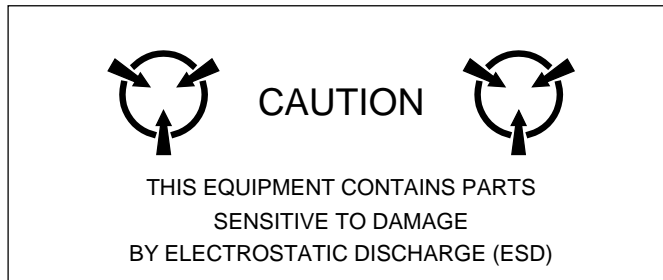 CAUTION
THIS EQUIPMENT CONTAINS PARTS
SENSITIVE TO DAMAGE
BY ELECTROSTATIC DISCHARGE (ESD)